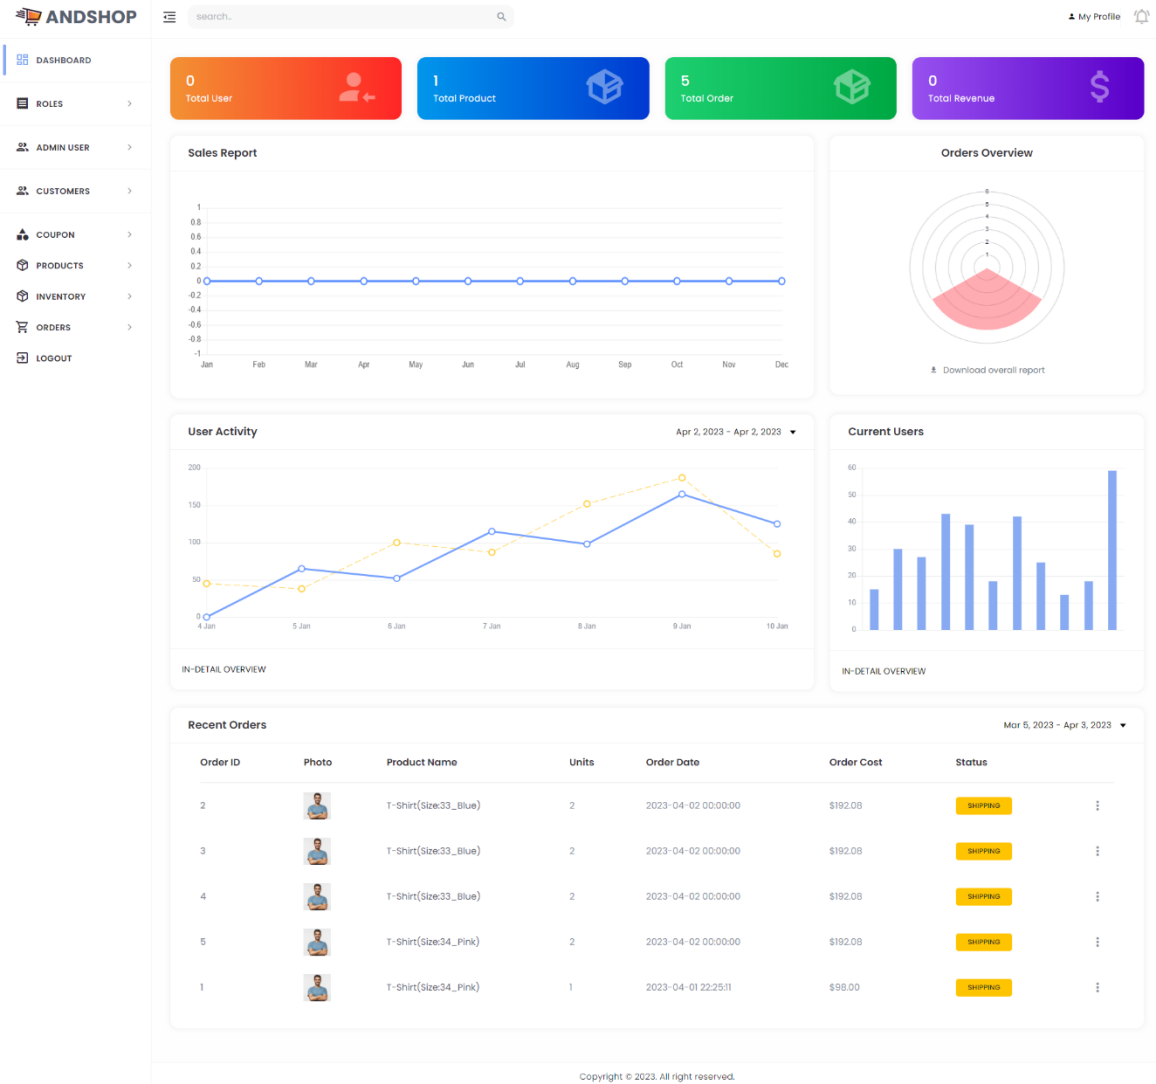 ANDSHOP
search..
My Profile
DASHBOARD
ROLES
ADMIN USER
CUSTOMERS
COUPON
PRODUCTS
INVENTORY
ORDERS
LOGOUT
0
Total User
1
Total Product
5
Total Order
0
Total Revenue
Sales Report
1
0.8
0.6
0.4
0.2
0
-0.2
-0.4
-0.6
-0.8
-1
Jan Feb Mar Apr May Jun Jul Aug Sep Oct Nov Dec
Orders Overview
6
5
4
3
2
1
Download overall report
User Activity
Apr 2, 2023 - Apr 2, 2023
200
150
100
50
0
4 Jan 5 Jan 6 Jan 7 Jan 8 Jan 9 Jan 10 Jan
IN-DETAIL OVERVIEW
Current Users
60
50
40
30
20
10
0
IN-DETAIL OVERVIEW
Recent Orders
Mar 5, 2023 - Apr 3, 2023
Order ID Photo Product Name Units Order Date Order Cost Status
2 T-Shirt(Size:33_Blue) 2 2023-04-02 00:00:00 $192.08 SHIPPING
3 T-Shirt(Size:33_Blue) 2 2023-04-02 00:00:00 $192.08 SHIPPING
4 T-Shirt(Size:33_Blue) 2 2023-04-02 00:00:00 $192.08 SHIPPING
5 T-Shirt(Size:34_Pink) 2 2023-04-02 00:00:00 $192.08 SHIPPING
1 T-Shirt(Size:34_Pink) 1 2023-04-01 22:25:11 $98.00 SHIPPING
Copyright © 2023. All right reserved.